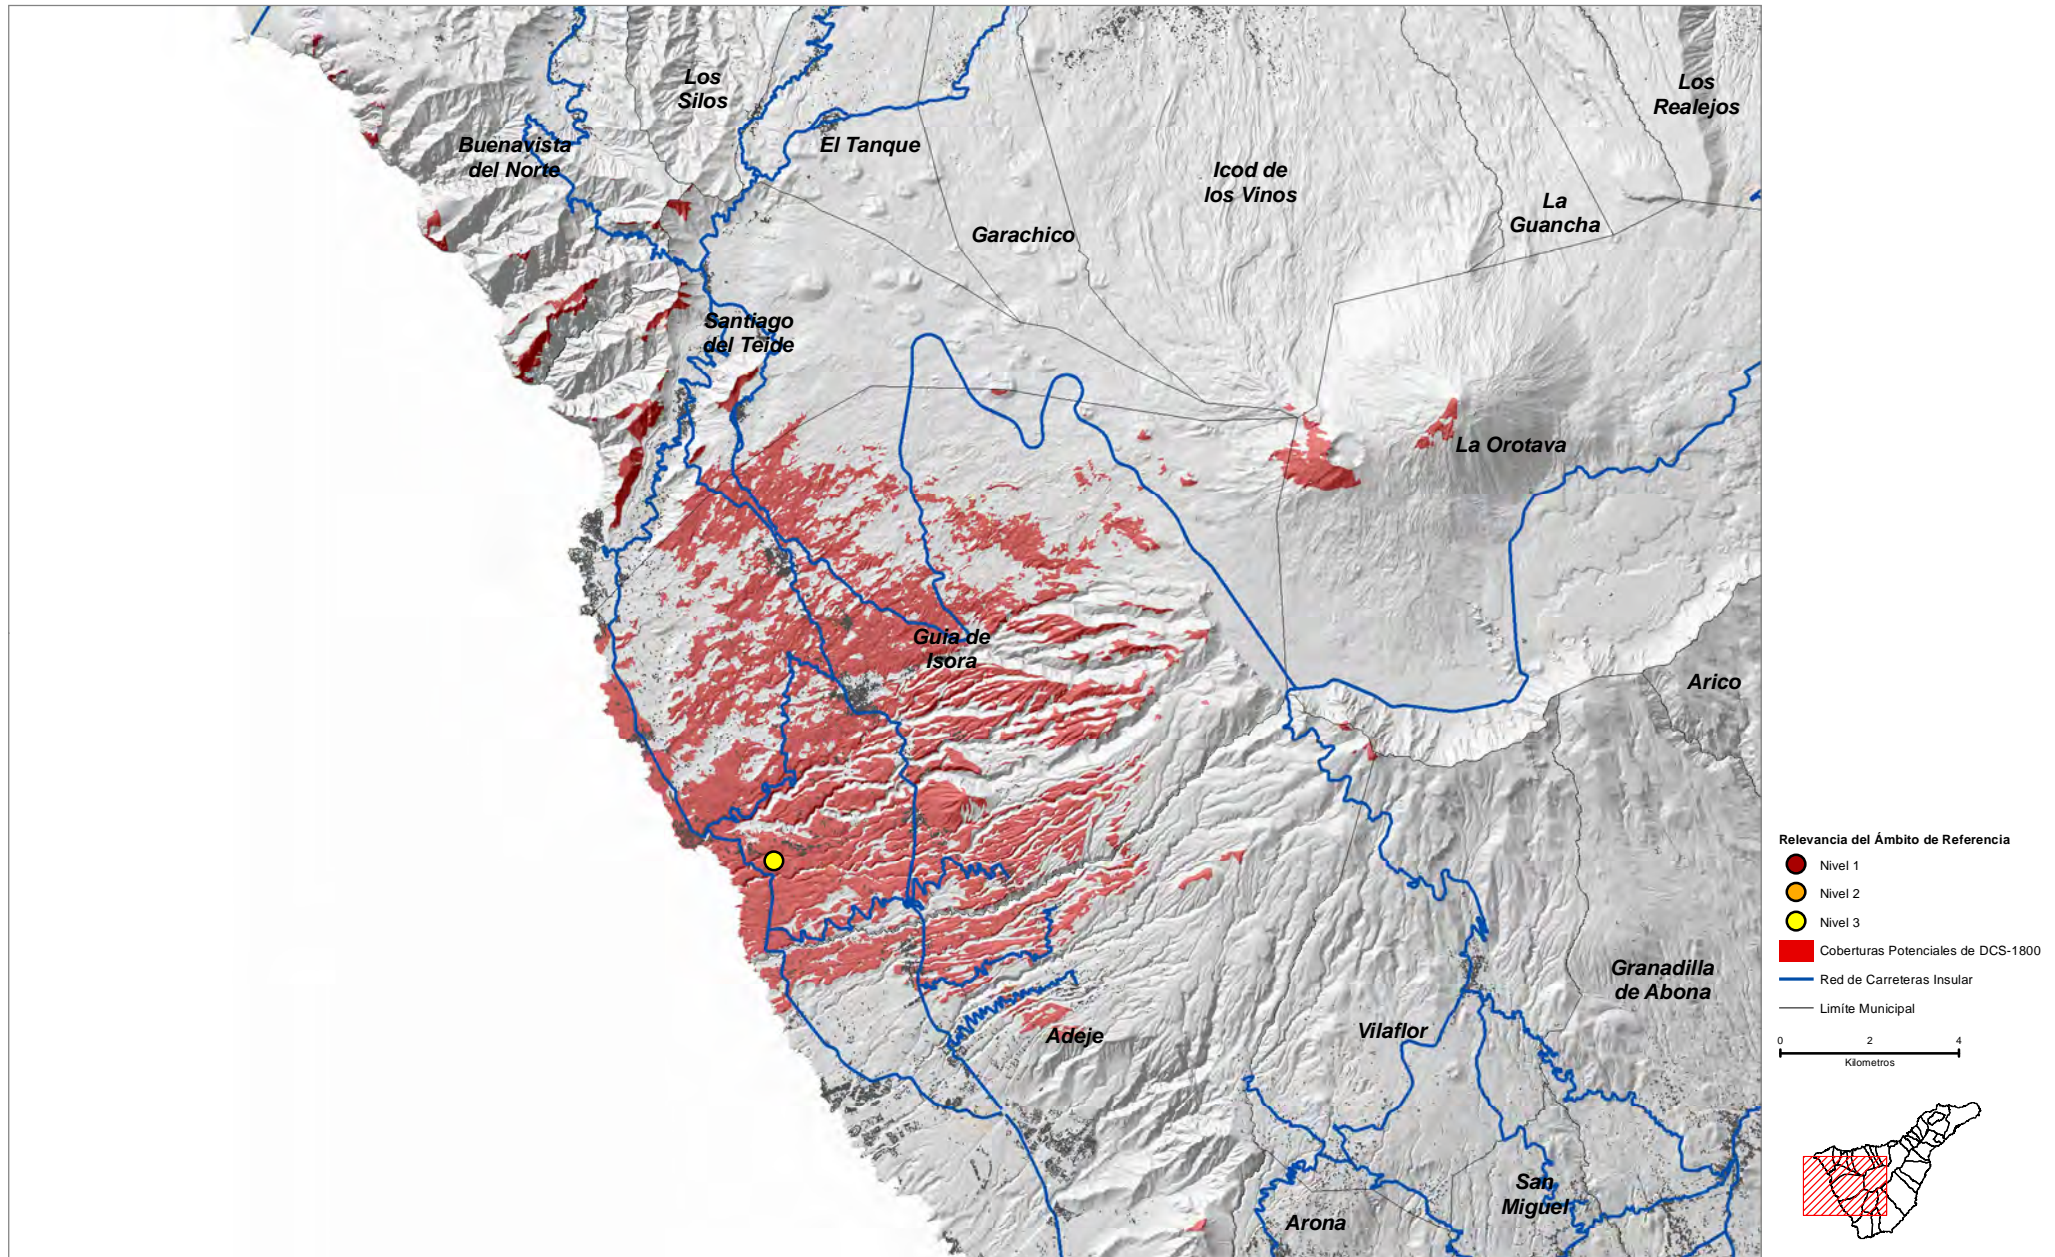 Los
Silos
Los
Realejos
Buenavista
del Norte
El Tanque
Icod de
los Vinos
La
Guancha
Garachico
Santiago
del Teide
La Orotava
Guia de
Isora
Arico
Granadilla
de Abona
Vilaflor
Adeje
San
Miguel
Arona
Relevancia del Ámbito de Referencia
Nivel 1
Nivel 2
Nivel 3
Coberturas Potenciales de DCS-1800
Red de Carreteras Insular
Limíte Municipal
0 2 4
Kilometros